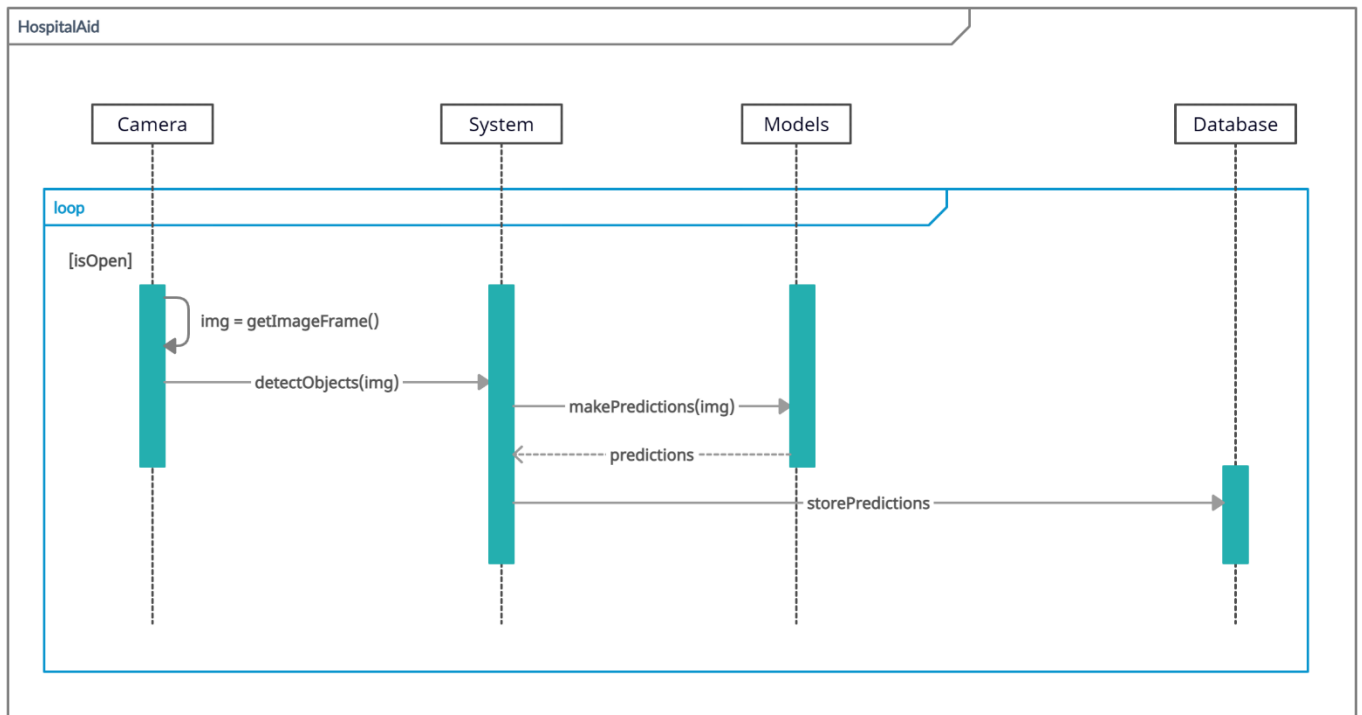 HospitalAid
Camera
System
Models
Database
loop
[isOpen]
img = getImageFrame()
detectObjects(img)
makePredictions(img)
predictions
storePredictions